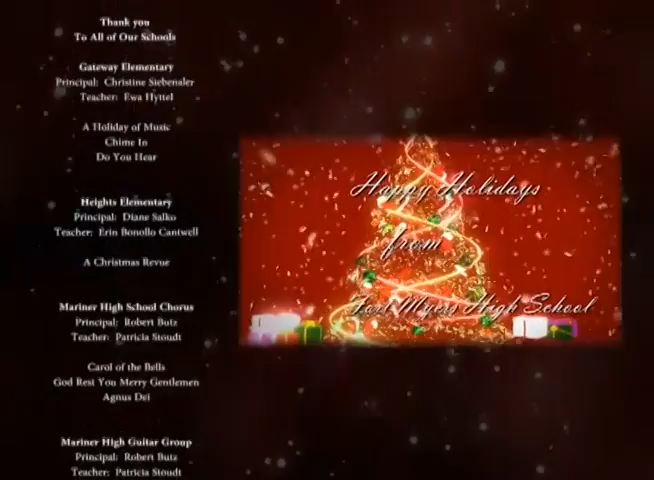 Thank you
To All of Our Schools
Gateway Elementary
Principal: Christine Siebenaler
Teacher: Ewa Hyttel
A Holiday of Music
Chime In
Do You Hear
Heights Elementary
Principal: Diane Salko
Teacher: Erin Bonollo Cantwell
A Christmas Revue
Mariner High School Chorus
Principal: Robert Butz
Teacher: Patricia Stoudt
Carol of the Bells
God Rest You Merry Gentlemen
Agnus Dei
Mariner High Guitar Group
Principal: Robert Butz
Teacher: Patricia Stoudt
Happy Holidays
from
Fort Myers High School